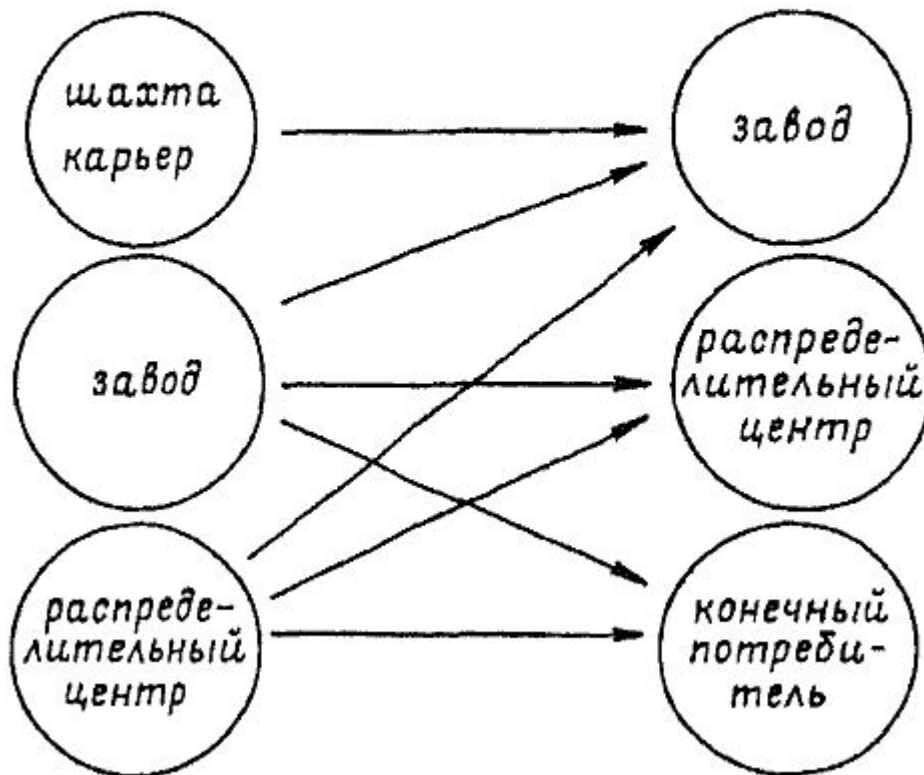 шахта
карьер
завод
распреде-
лительный
центр
завод
распреде-
лительный
центр
конечный
потреби-
тель